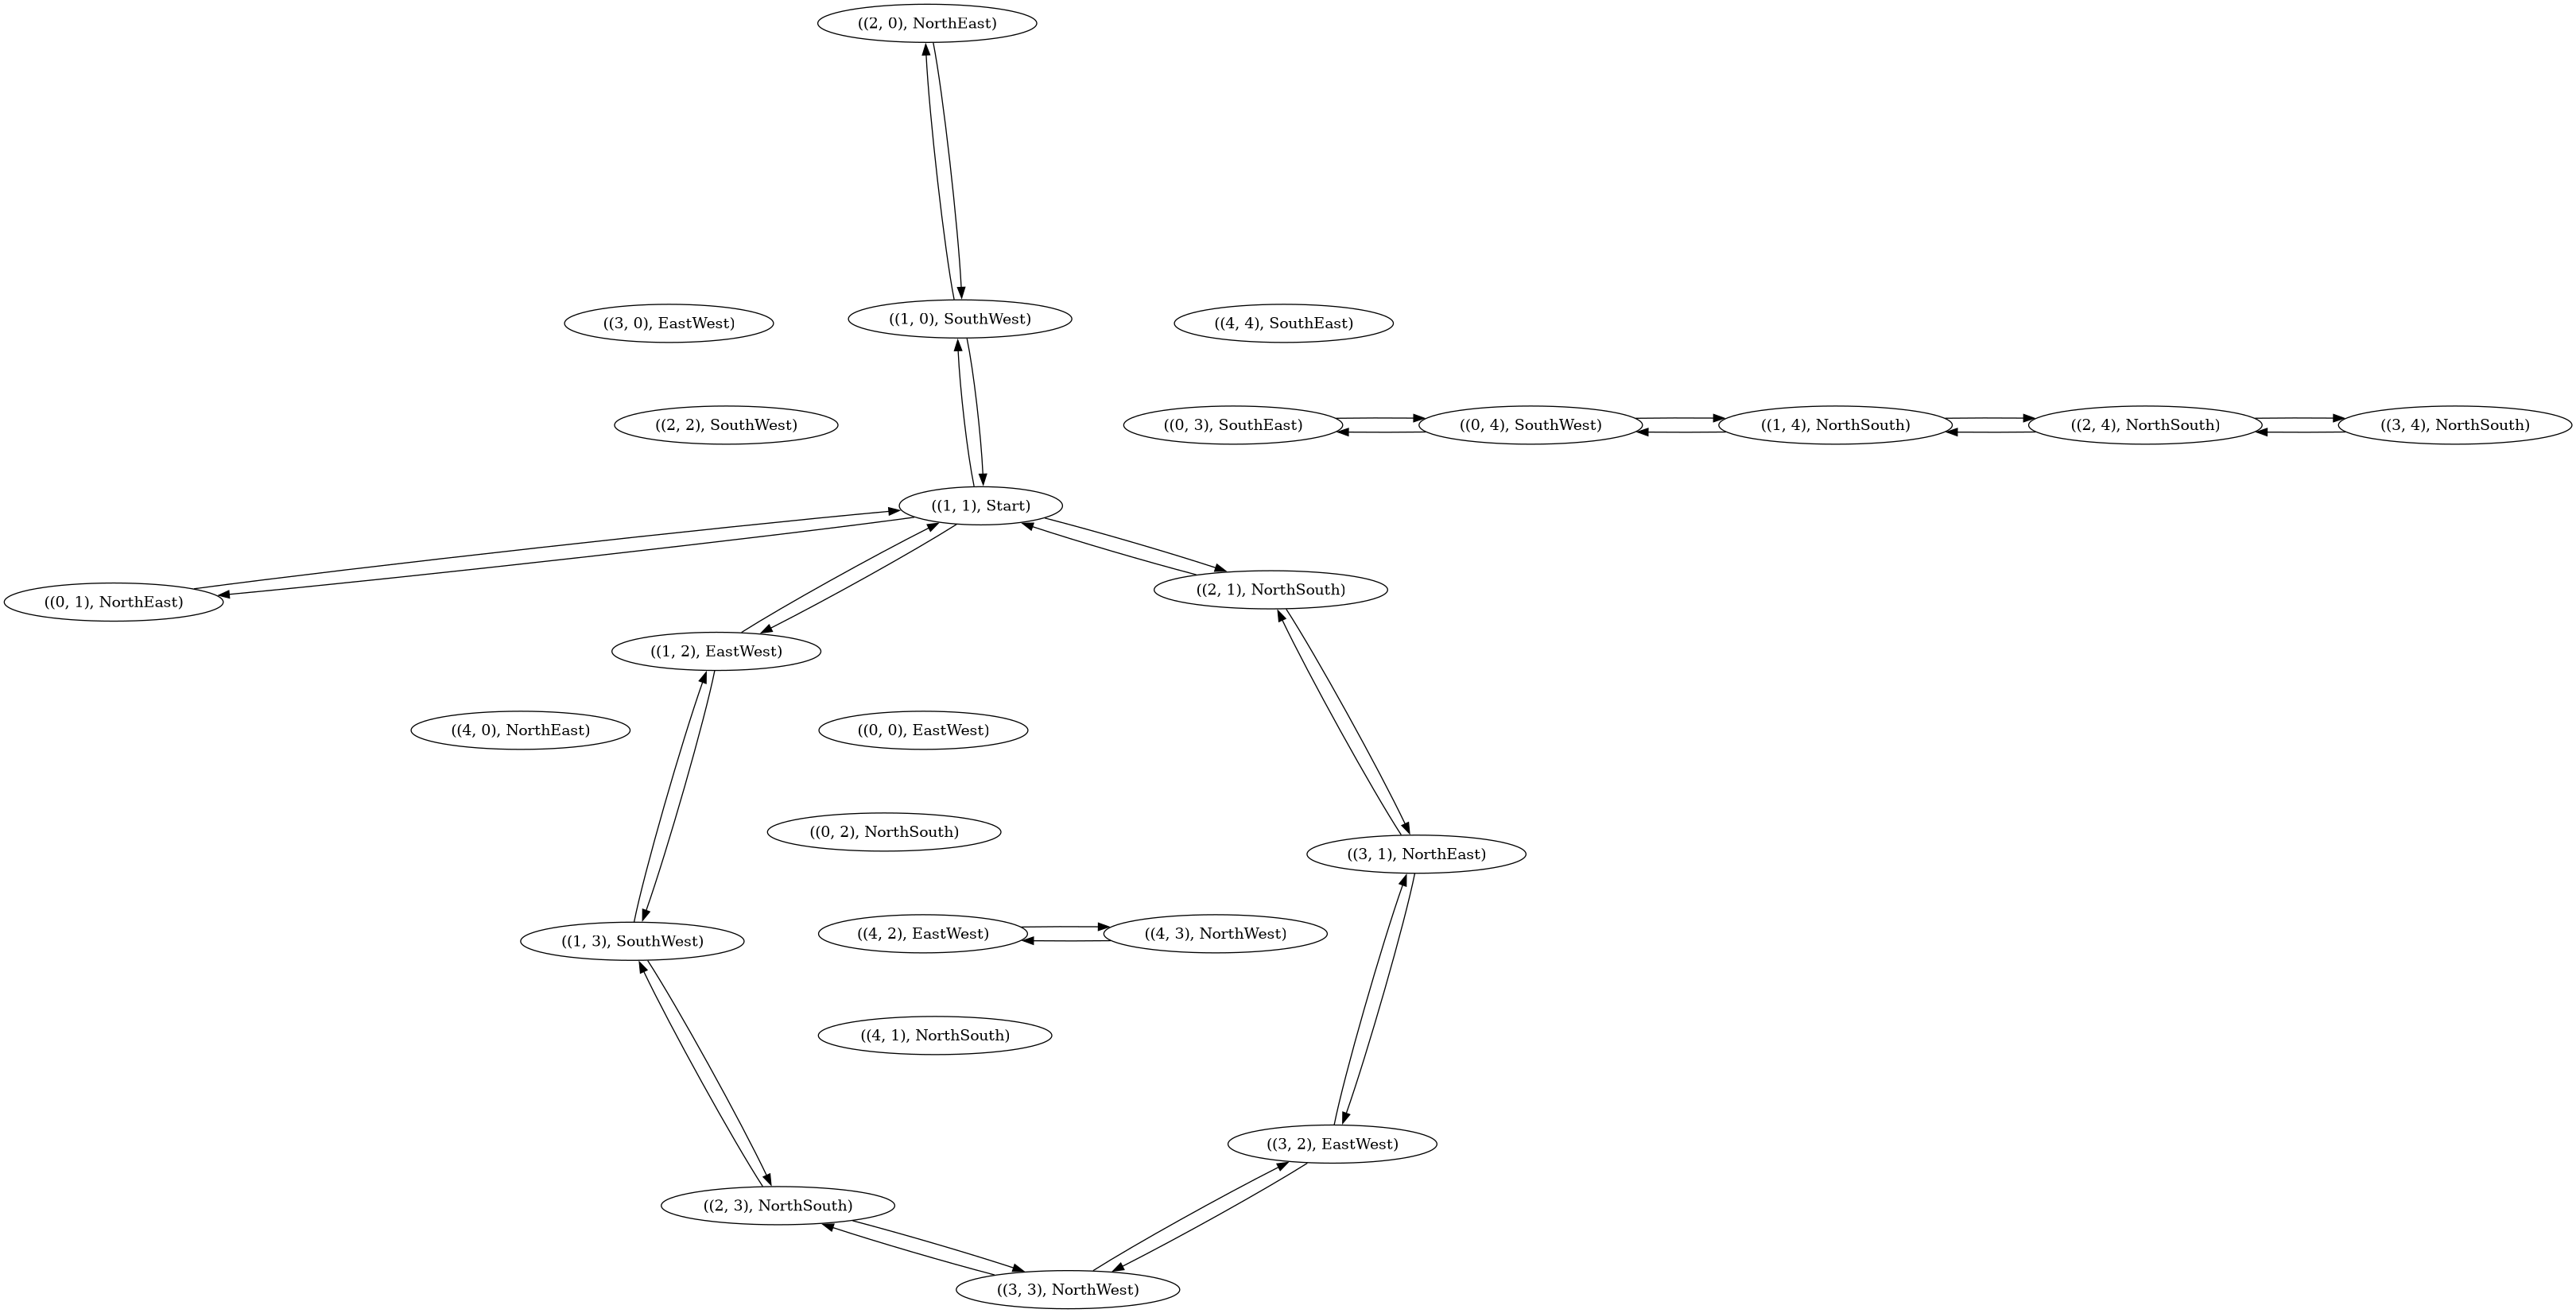 ((2, 0), NorthEast)
((3, 0), EastWest)
((1, 0), SouthWest)
((4, 4), SouthEast)
((2, 2), SouthWest)
((0, 3), SouthEast)
((0, 4), SouthWest)
((1, 4), NorthSouth)
((2, 4), NorthSouth)
((3, 4), NorthSouth)
((1, 1), Start)
((0, 1), NorthEast)
((2, 1), NorthSouth)
((1, 2), EastWest)
((4, 0), NorthEast)
((0, 0), EastWest)
((0, 2), NorthSouth)
((3, 1), NorthEast)
((1, 3), SouthWest)
((4, 2), EastWest)
((4, 3), NorthWest)
((4, 1), NorthSouth)
((3, 2), EastWest)
((2, 3), NorthSouth)
((3, 3), NorthWest)